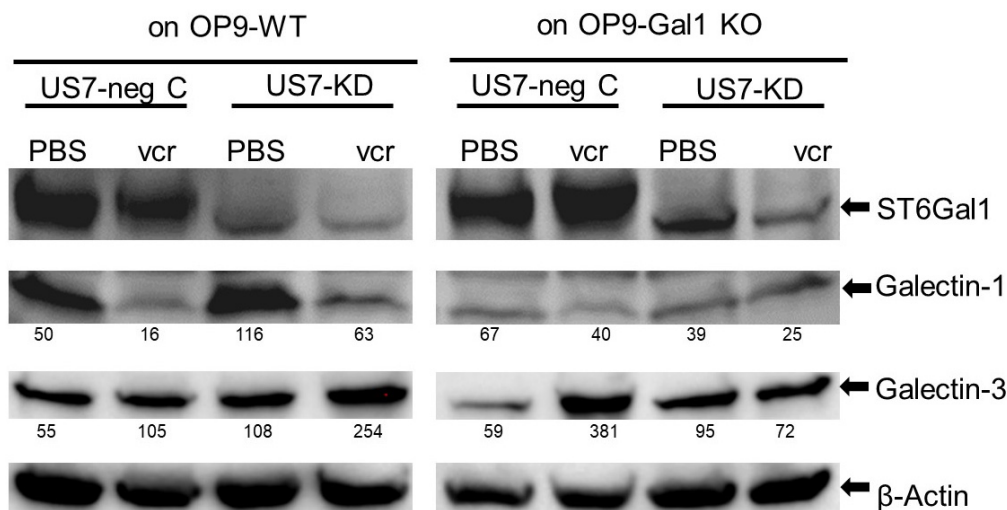 on OP9-WT on OP9-Gal1 KO
US7-neg C US7-KD US7-neg C US7-KD
PBS vcr PBS vcr PBS vcr PBS vcr
ST6Gal1
Galectin-1
50 16 116 63 67 40 39 25
Galectin-3
55 105 108 254 59 381 95 72
β-Actin